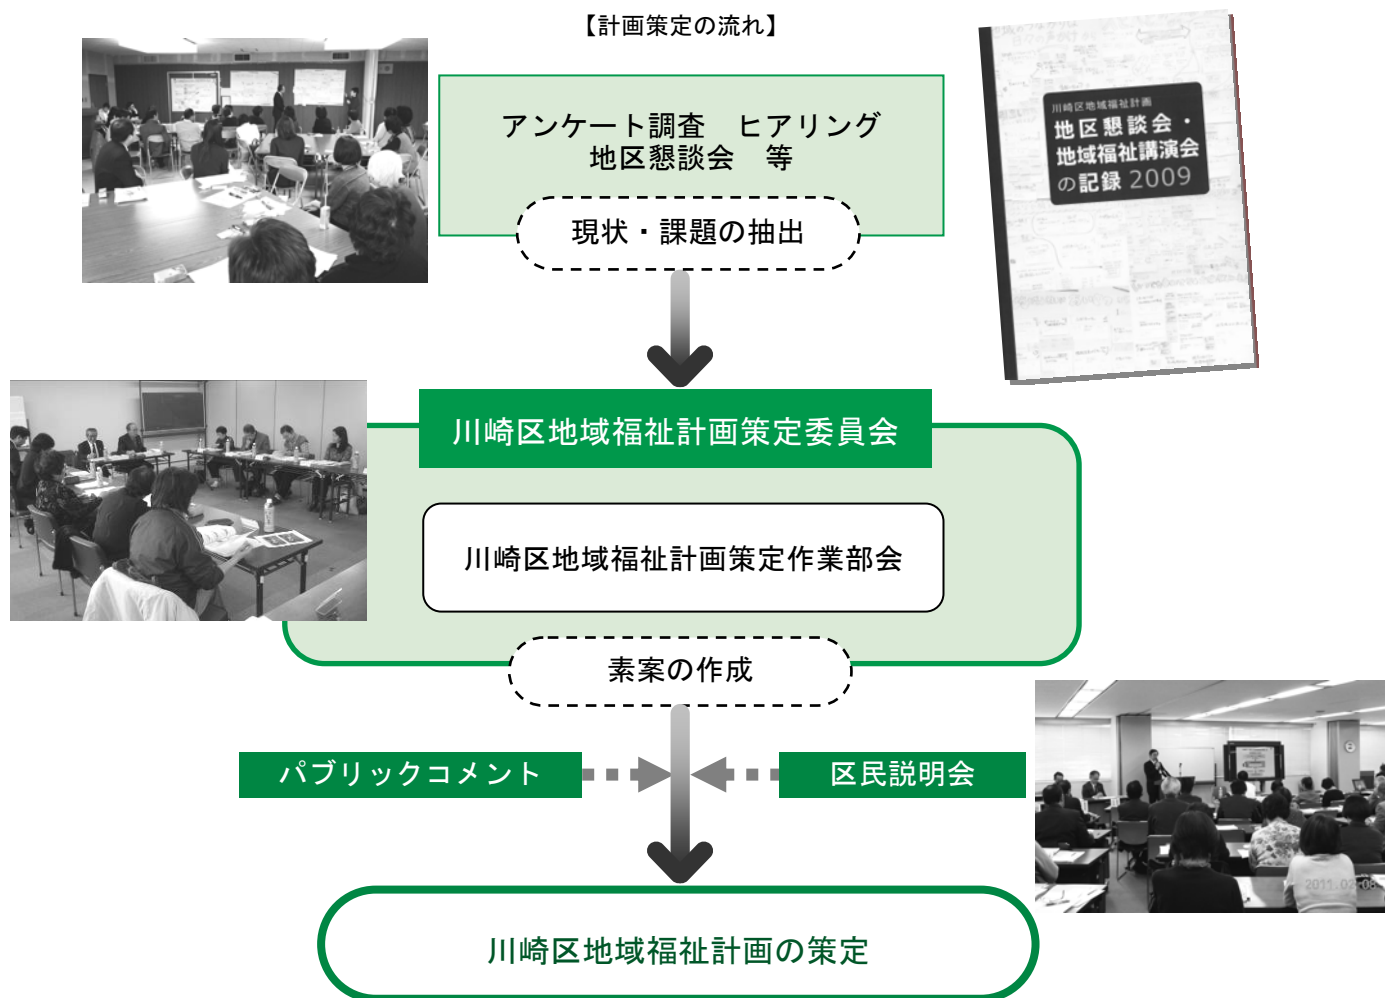 【計画策定の流れ】
アンケート調査　ヒアリング
地区懇談会　等
現状・課題の抽出
川崎区地域福祉計画
地区懇談会・
地域福祉講演会
の記録 2009
川崎区地域福祉計画策定委員会
川崎区地域福祉計画策定作業部会
素案の作成
パブリックコメント
区民説明会
川崎区地域福祉計画の策定